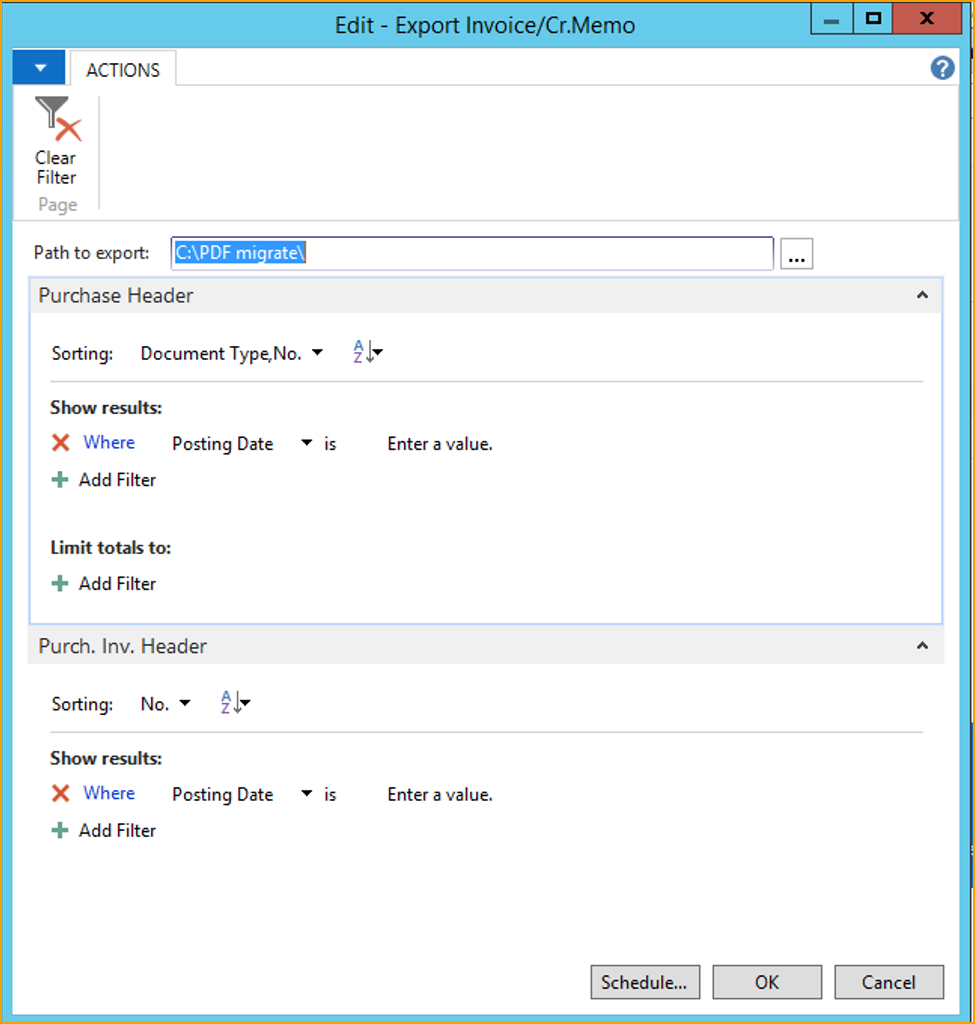 Edit - Export Invoice/Cr.Memo
ACTIONS
?
Clear
Filter
Page
Path to export: C:\PDF migrate\ ...
Purchase Header
Sorting: Document Type,No. AZ
Show results:
Where Posting Date is Enter a value.
Add Filter
Limit totals to:
Add Filter
Purch. Inv. Header
Sorting: No. AZ
Show results:
Where Posting Date is Enter a value.
Add Filter
Schedule... OK Cancel